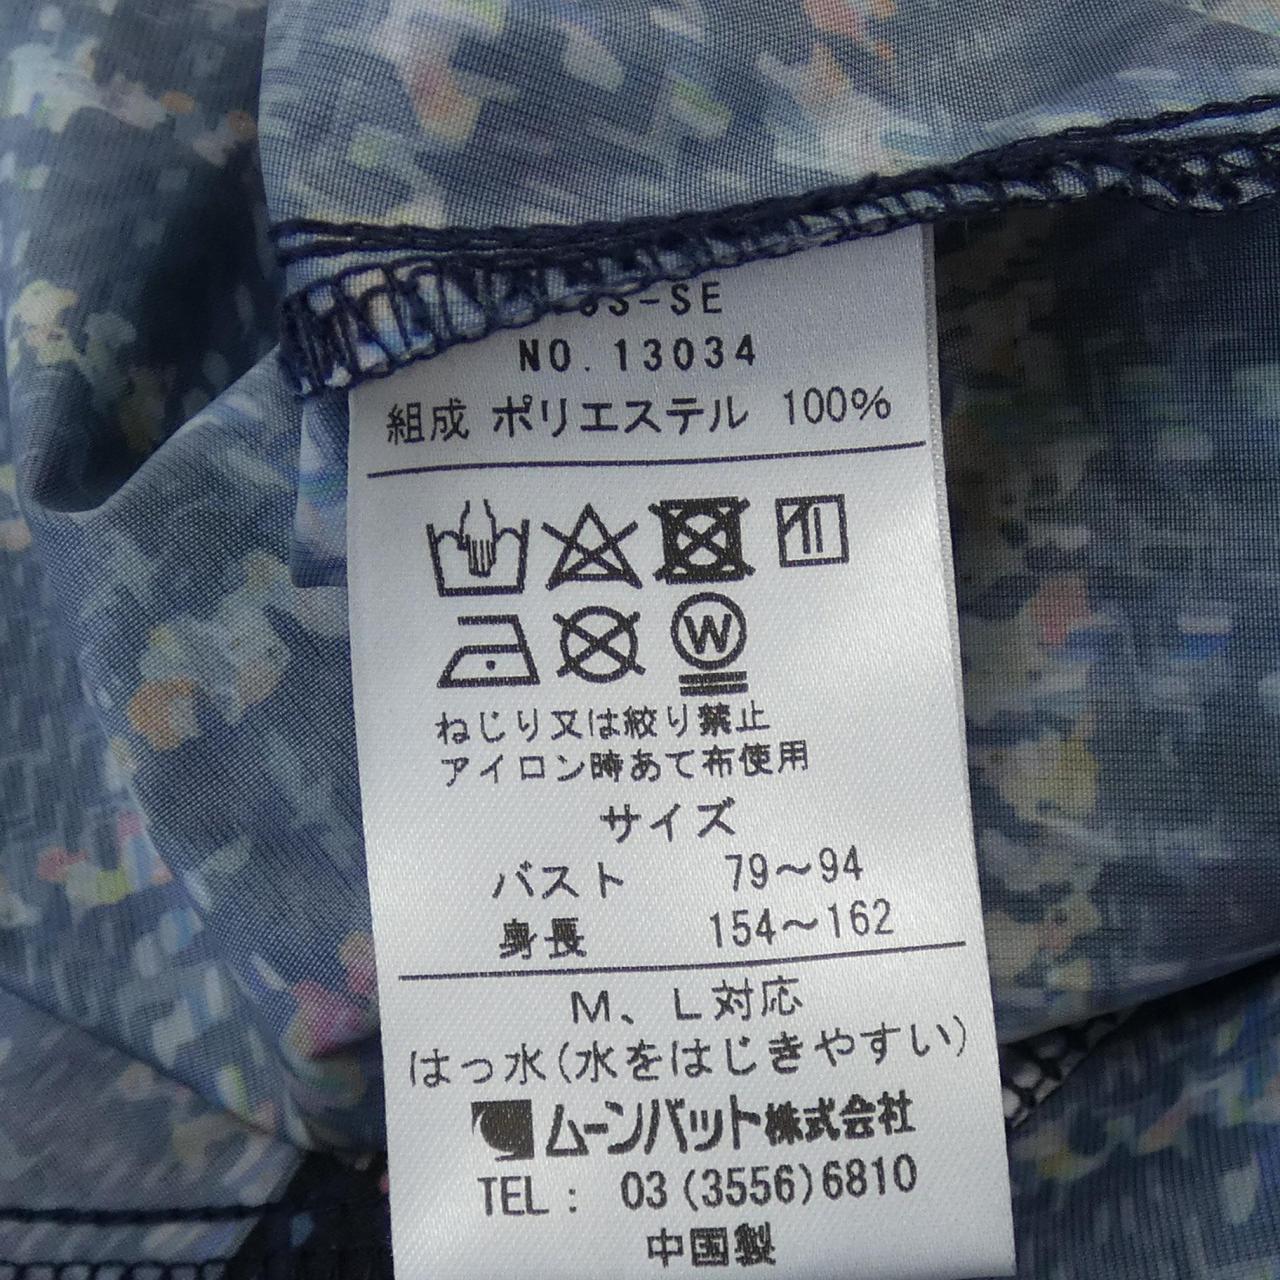 S-SE
NO.13034
組成 ポリエステル 100%
W
ねじり又は絞り禁止
アイロン時あて布使用
サイズ
バスト 79～94
身長 154～162
M、L対応
はっ水(水をはじきやすい)
ムーンバット株式会社
TEL: 03(3556)6810
中国製